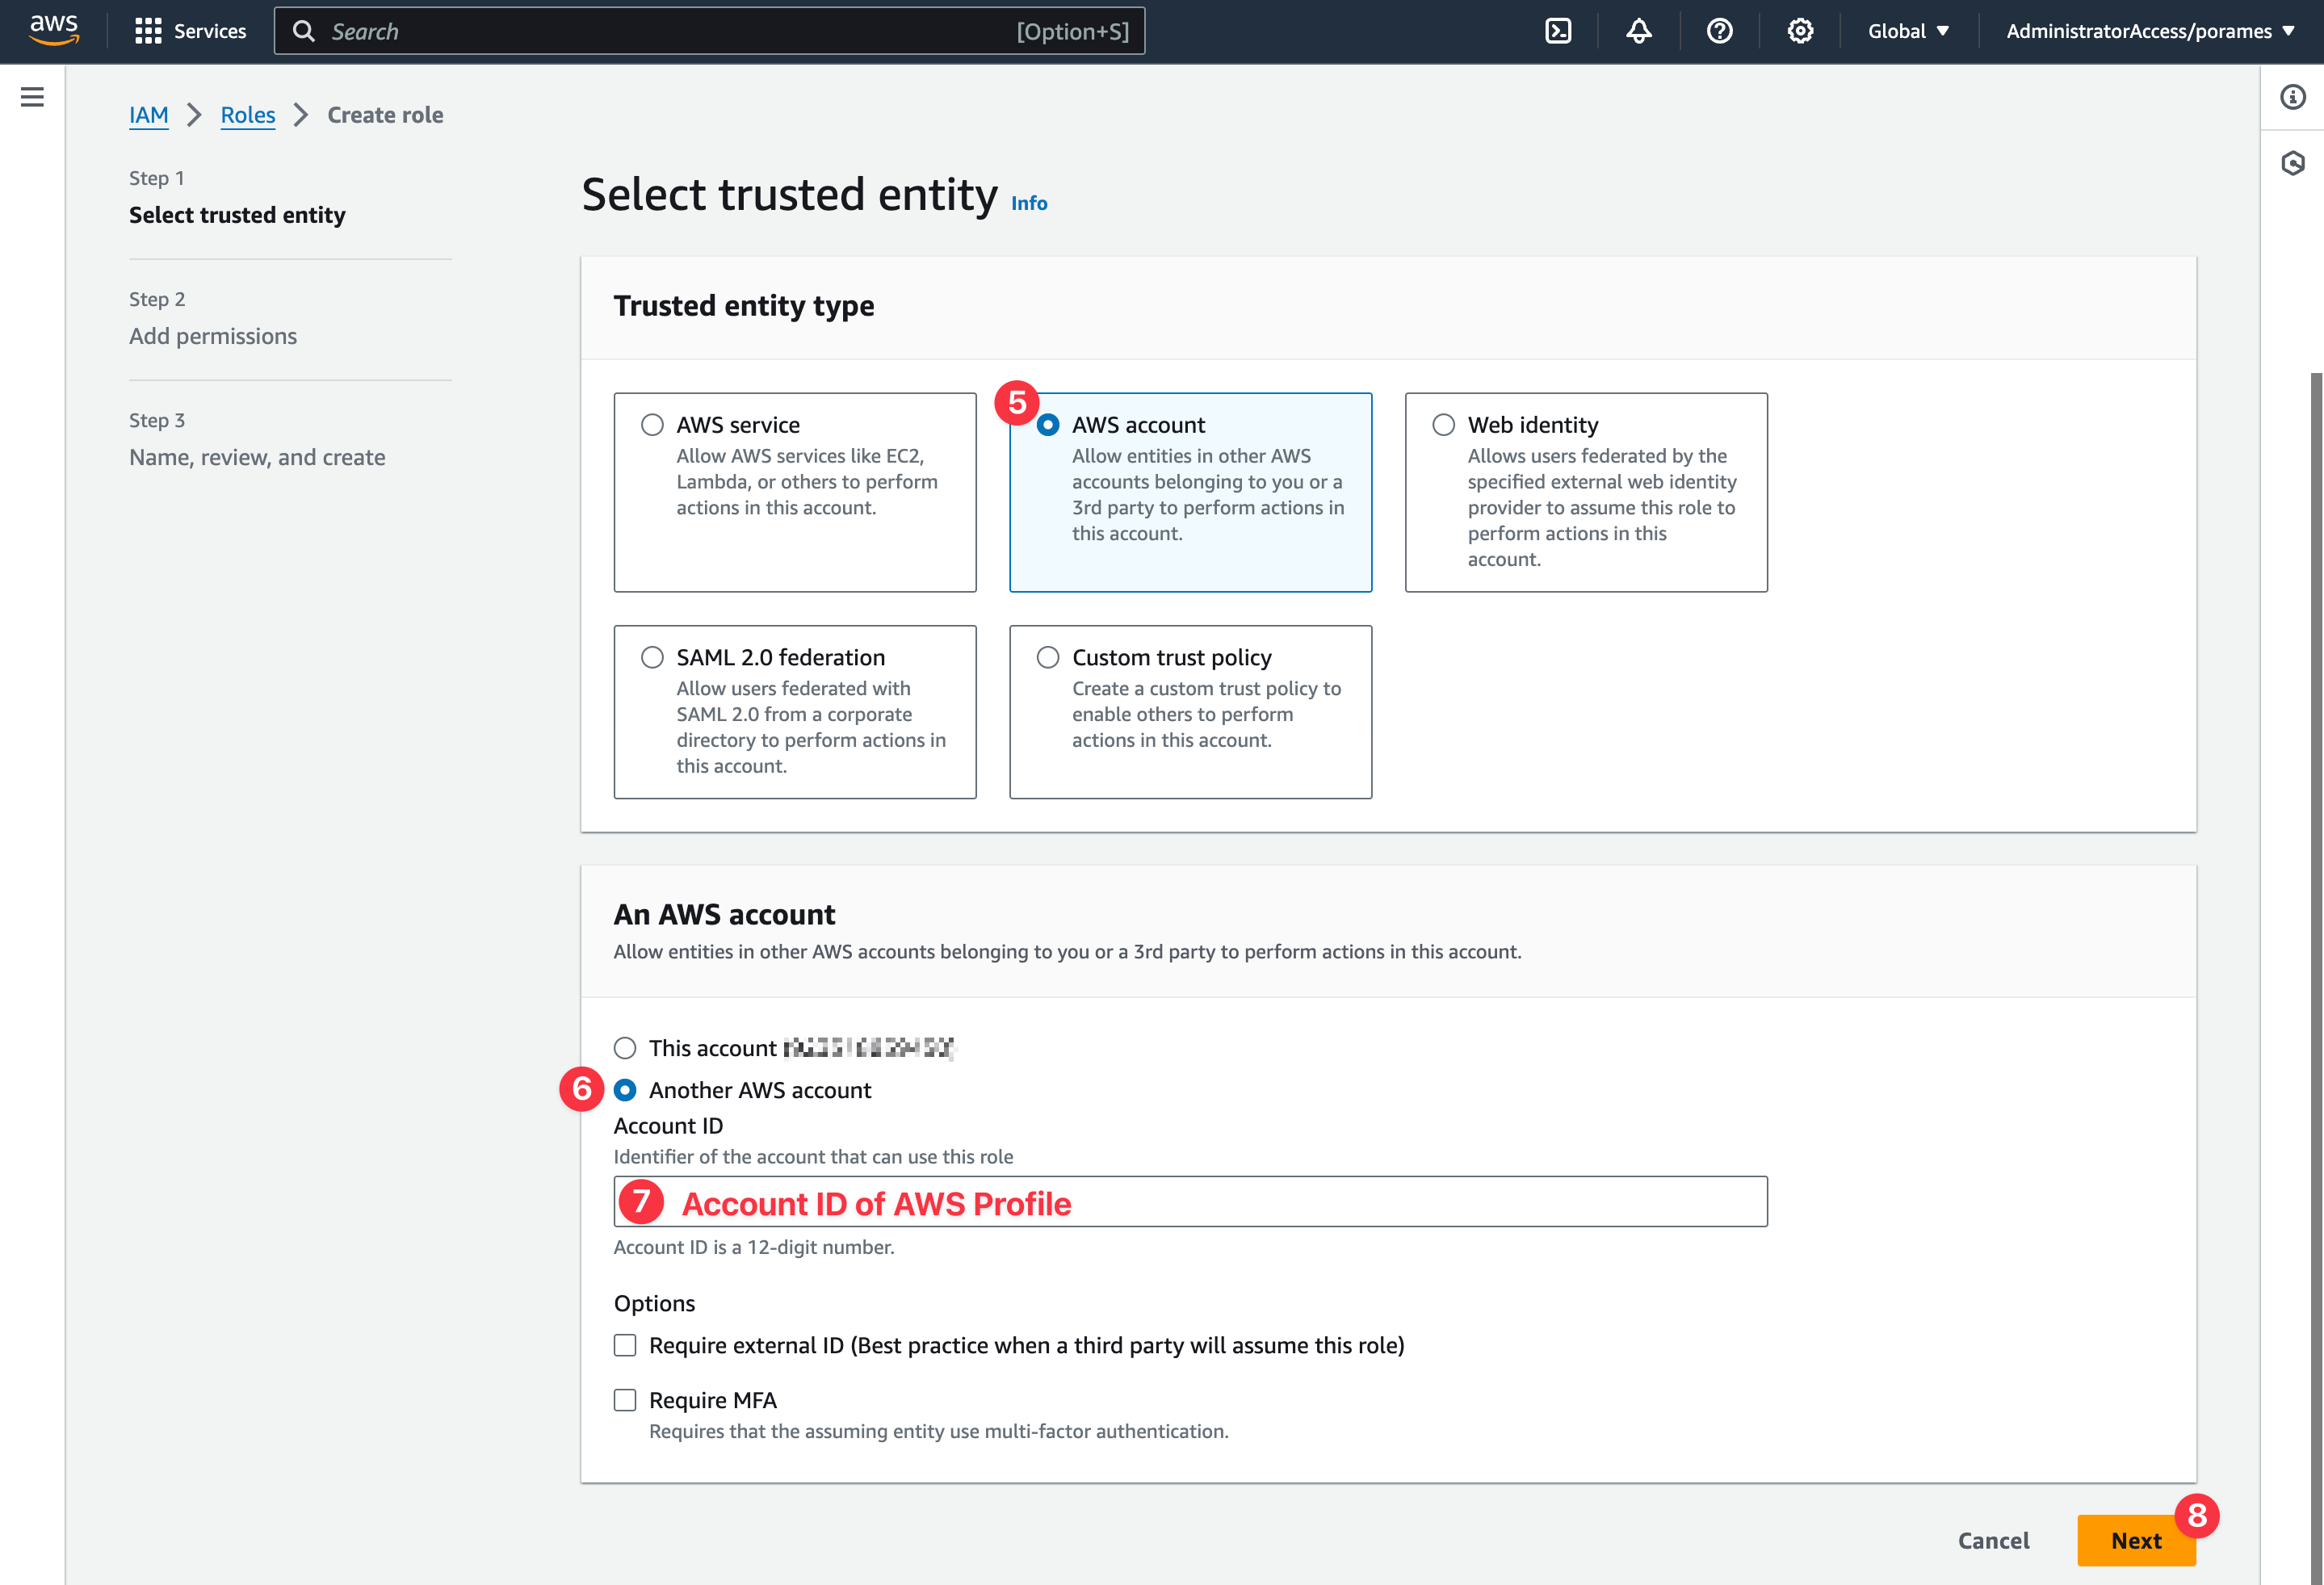 aws
Services
Search
[Option+S]
Global
AdministratorAccess/porames
IAM
Roles
Create role
Step 1
Select trusted entity
Step 2
Add permissions
Step 3
Name, review, and create
Select trusted entity Info
Trusted entity type
AWS service
Allow AWS services like EC2,
Lambda, or others to perform
actions in this account.
5
AWS account
Allow entities in other AWS
accounts belonging to you or a
3rd party to perform actions in
this account.
Web identity
Allows users federated by the
specified external web identity
provider to assume this role to
perform actions in this
account.
SAML 2.0 federation
Allow users federated with
SAML 2.0 from a corporate
directory to perform actions in
this account.
Custom trust policy
Create a custom trust policy to
enable others to perform
actions in this account.
An AWS account
Allow entities in other AWS accounts belonging to you or a 3rd party to perform actions in this account.
This account
6
Another AWS account
Account ID
Identifier of the account that can use this role
7 Account ID of AWS Profile
Account ID is a 12-digit number.
Options
Require external ID (Best practice when a third party will assume this role)
Require MFA
Requires that the assuming entity use multi-factor authentication.
Cancel
Next
8